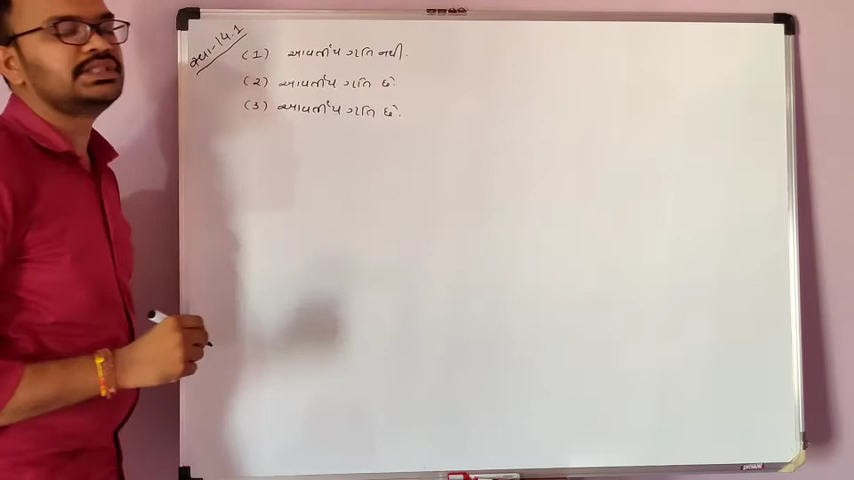 સ્વા-14.1
(1) આવર્તીય ગતિ નથી.
(2) આવર્તીય ગતિ છે.
(3) આવર્તીય ગતિ છે.